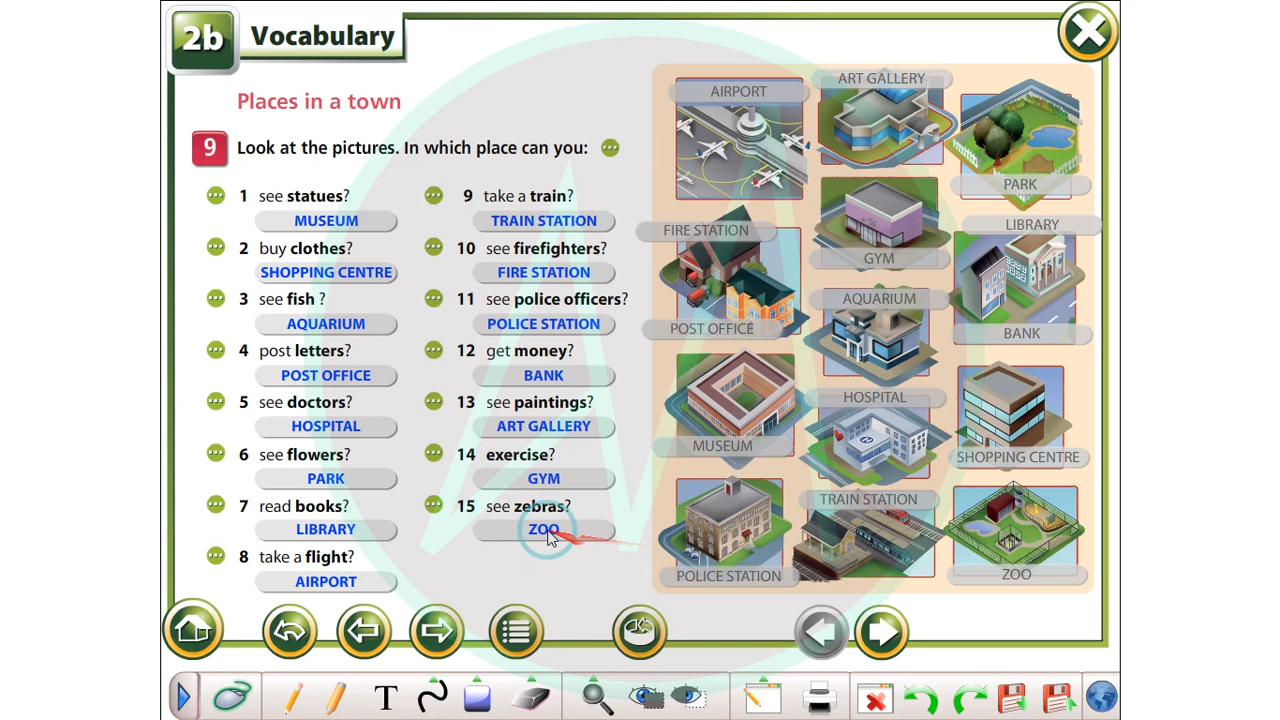 2b Vocabulary
Places in a town
9 Look at the pictures. In which place can you:
1 see statues?
MUSEUM
2 buy clothes?
SHOPPING CENTRE
3 see fish ?
AQUARIUM
4 post letters?
POST OFFICE
5 see doctors?
HOSPITAL
6 see flowers?
PARK
7 read books?
LIBRARY
8 take a flight?
AIRPORT
9 take a train?
TRAIN STATION
10 see firefighters?
FIRE STATION
11 see police officers?
POLICE STATION
12 get money?
BANK
13 see paintings?
ART GALLERY
14 exercise?
GYM
15 see zebras?
ZOO
AIRPORT
ART GALLERY
PARK
FIRE STATION
GYM
LIBRARY
POST OFFICE
AQUARIUM
BANK
MUSEUM
HOSPITAL
SHOPPING CENTRE
POLICE STATION
TRAIN STATION
ZOO
T